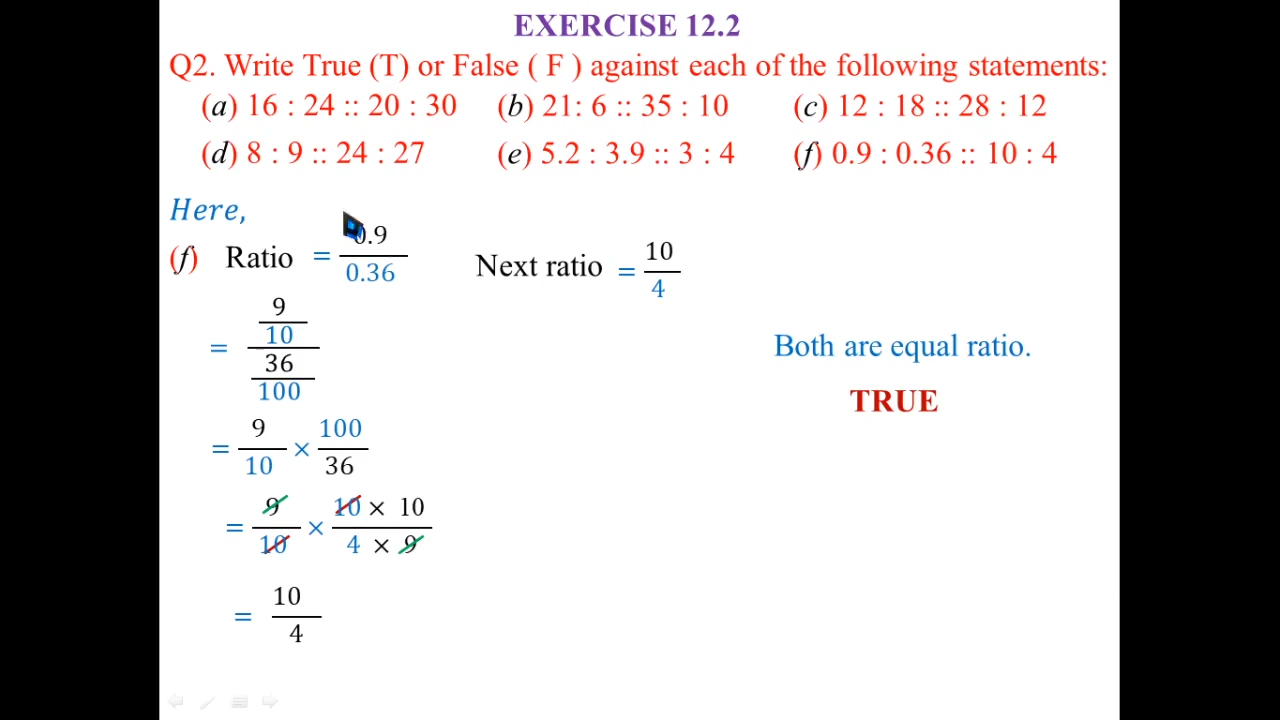 EXERCISE 12.2
Q2. Write True (T) or False ( F ) against each of the following statements:
(a) 16 : 24 :: 20 : 30 (b) 21: 6 :: 35 : 10 (c) 12 : 18 :: 28 : 12
(d) 8 : 9 :: 24 : 27 (e) 5.2 : 3.9 :: 3 : 4 (f) 0.9 : 0.36 :: 10 : 4
Here,
(f) Ratio = 0.9/0.36 Next ratio = 10/4
= 9/10 / 36/100
Both are equal ratio.
TRUE
= 9/10 × 100/36
= 9/10 × 10 × 10/4 × 9
= 10/4